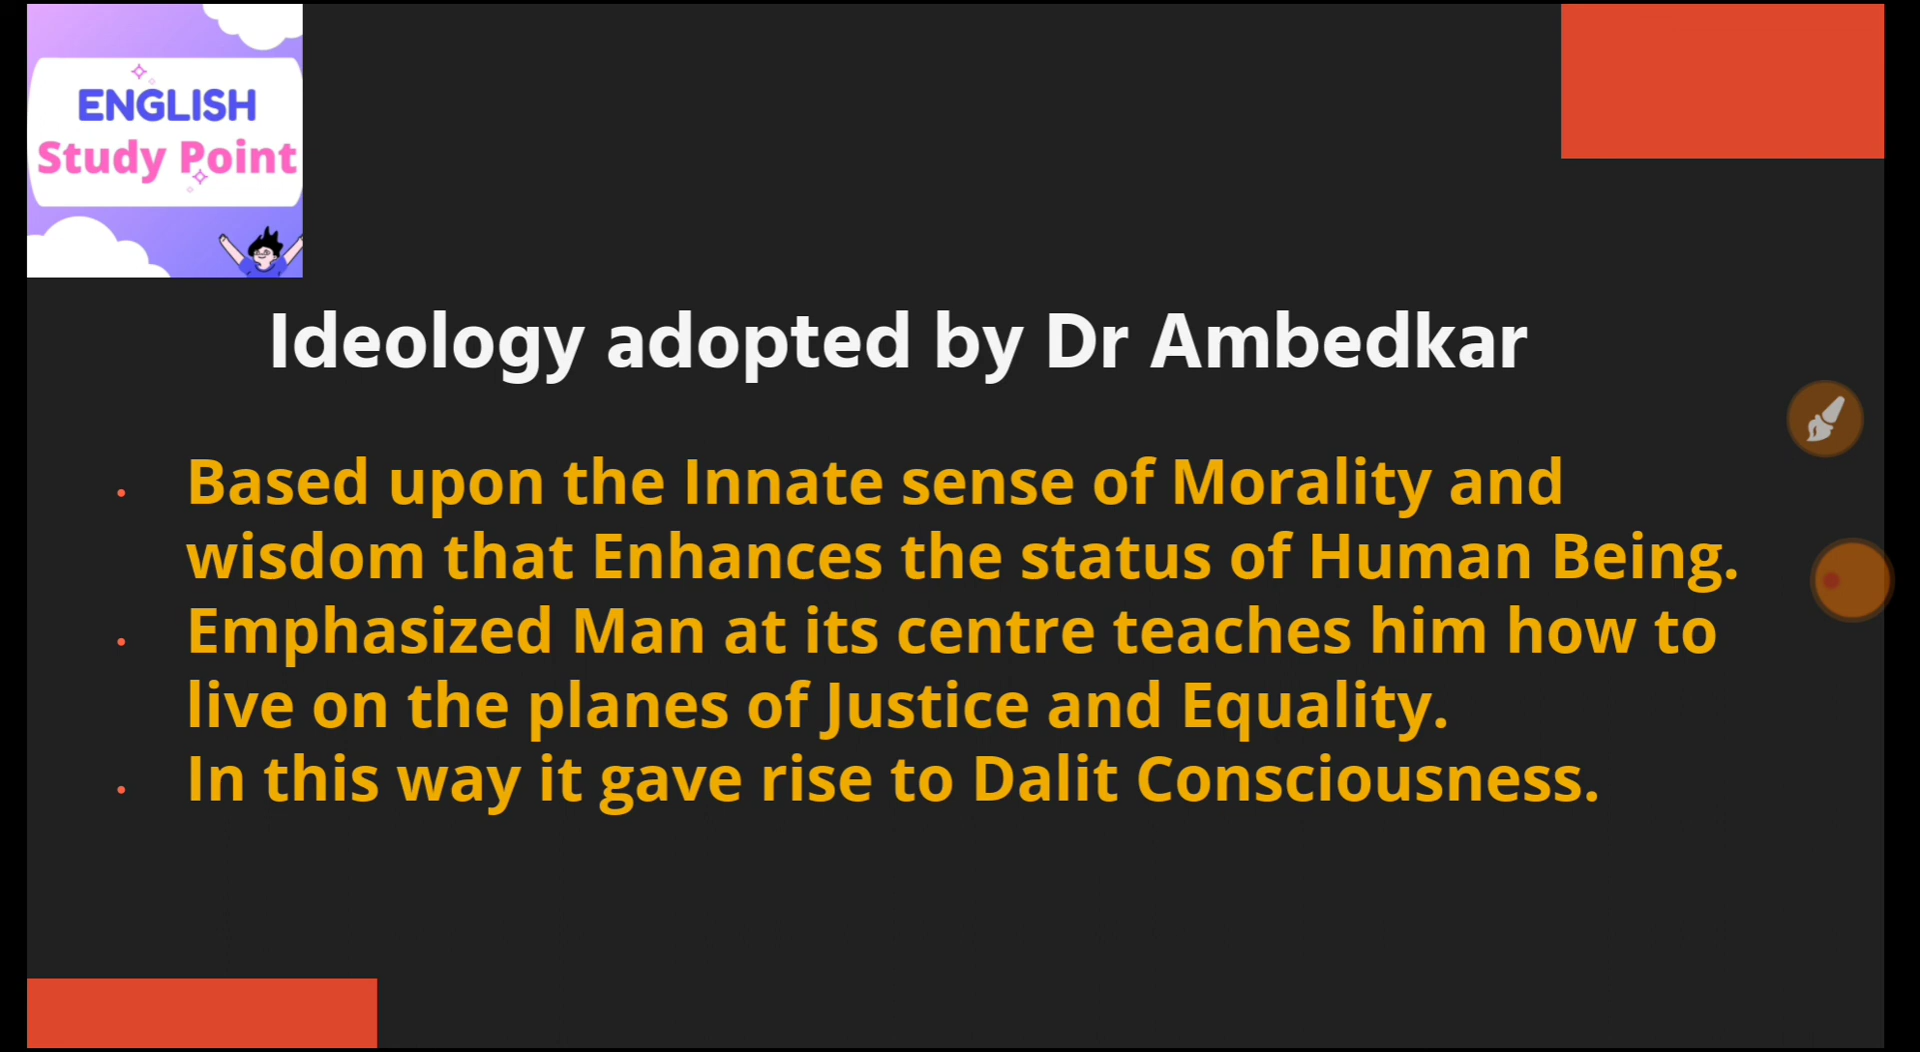 ENGLISH
Study Point
Ideology adopted by Dr Ambedkar
• Based upon the Innate sense of Morality and
wisdom that Enhances the status of Human Being.
• Emphasized Man at its centre teaches him how to
live on the planes of Justice and Equality.
• In this way it gave rise to Dalit Consciousness.